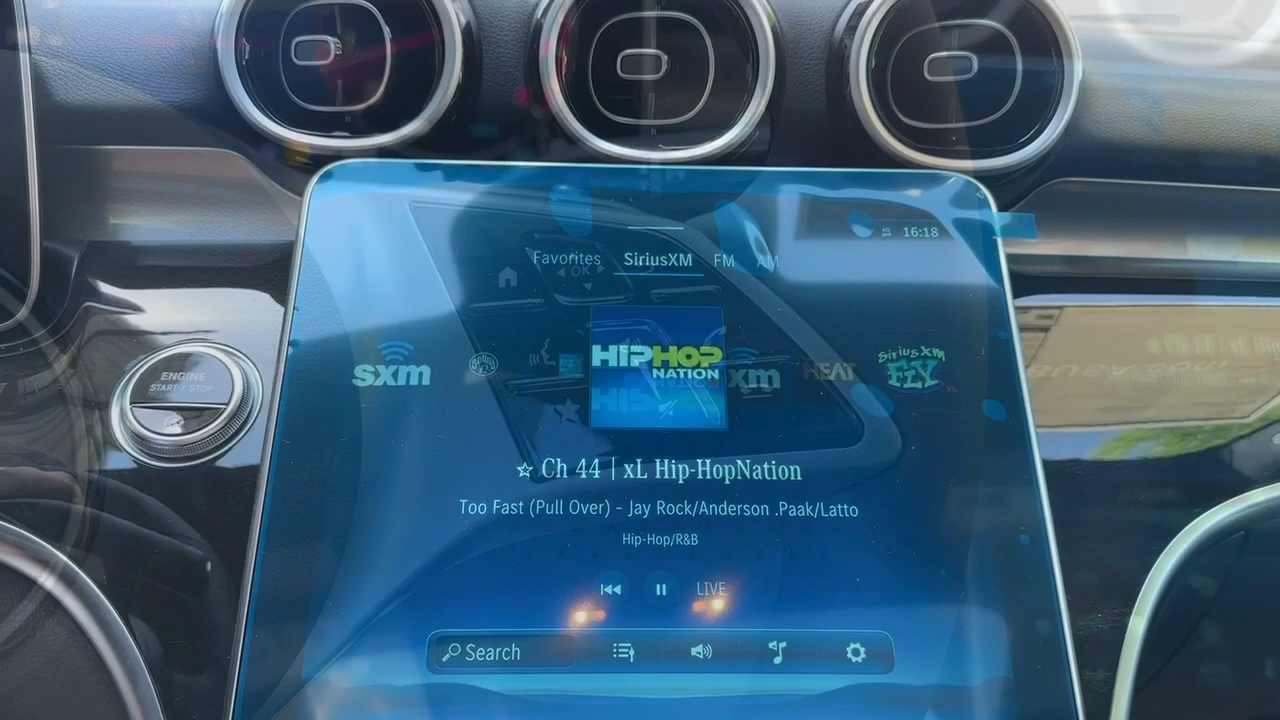 16:18
Favorites SiriusXM FM AM
OK
ENGINE
START / STOP
sxm
HIPHOP
NATION
xm
HEAT
SiriusXM
FLY
☆ Ch 44 | xL Hip-HopNation
Too Fast (Pull Over) - Jay Rock/Anderson .Paak/Latto
Hip-Hop/R&B
LIVE
Search